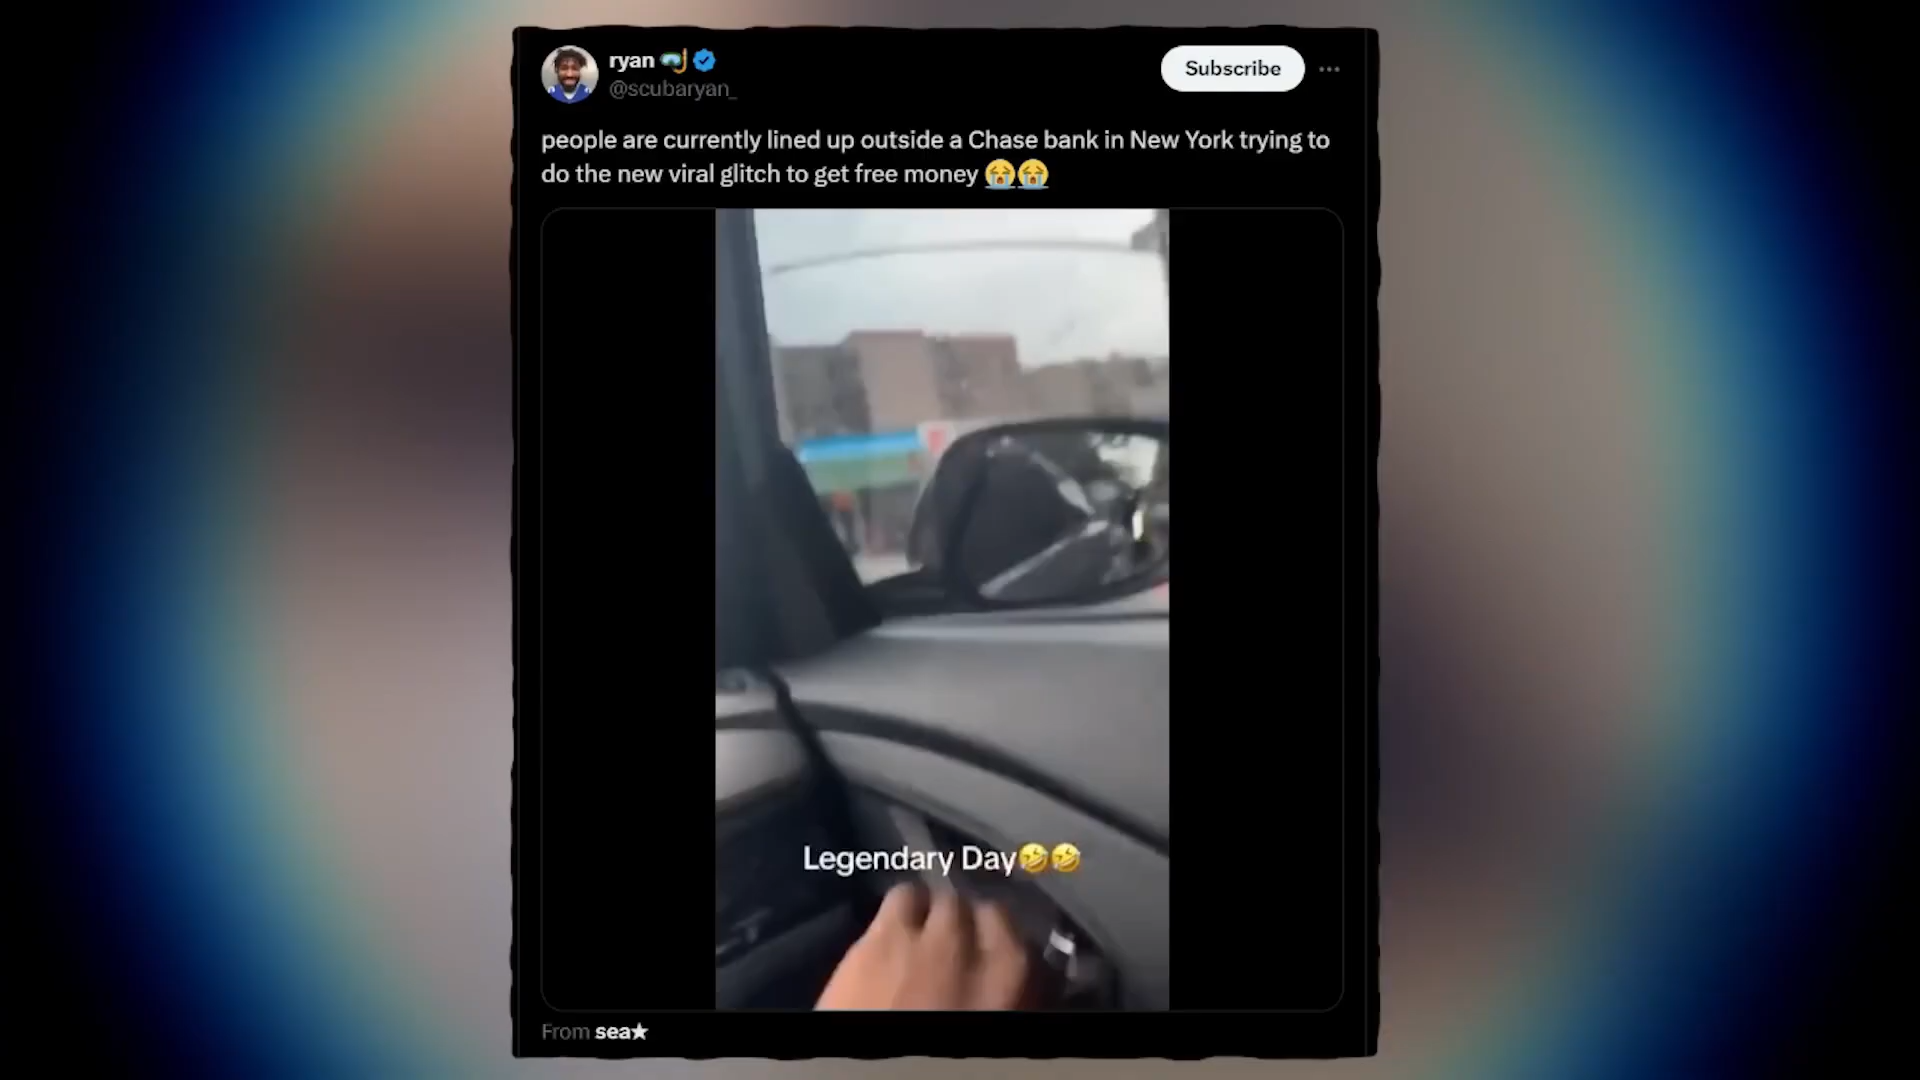 ryan
@scubaryan_
Subscribe
people are currently lined up outside a Chase bank in New York trying to
do the new viral glitch to get free money 😭😭
Legendary Day🤣🤣
From sea★